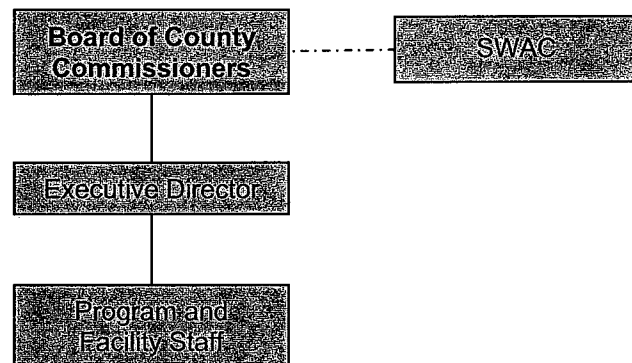 Board of County
Commissioners
SWAC
Executive Director
Program and
Facility Staff